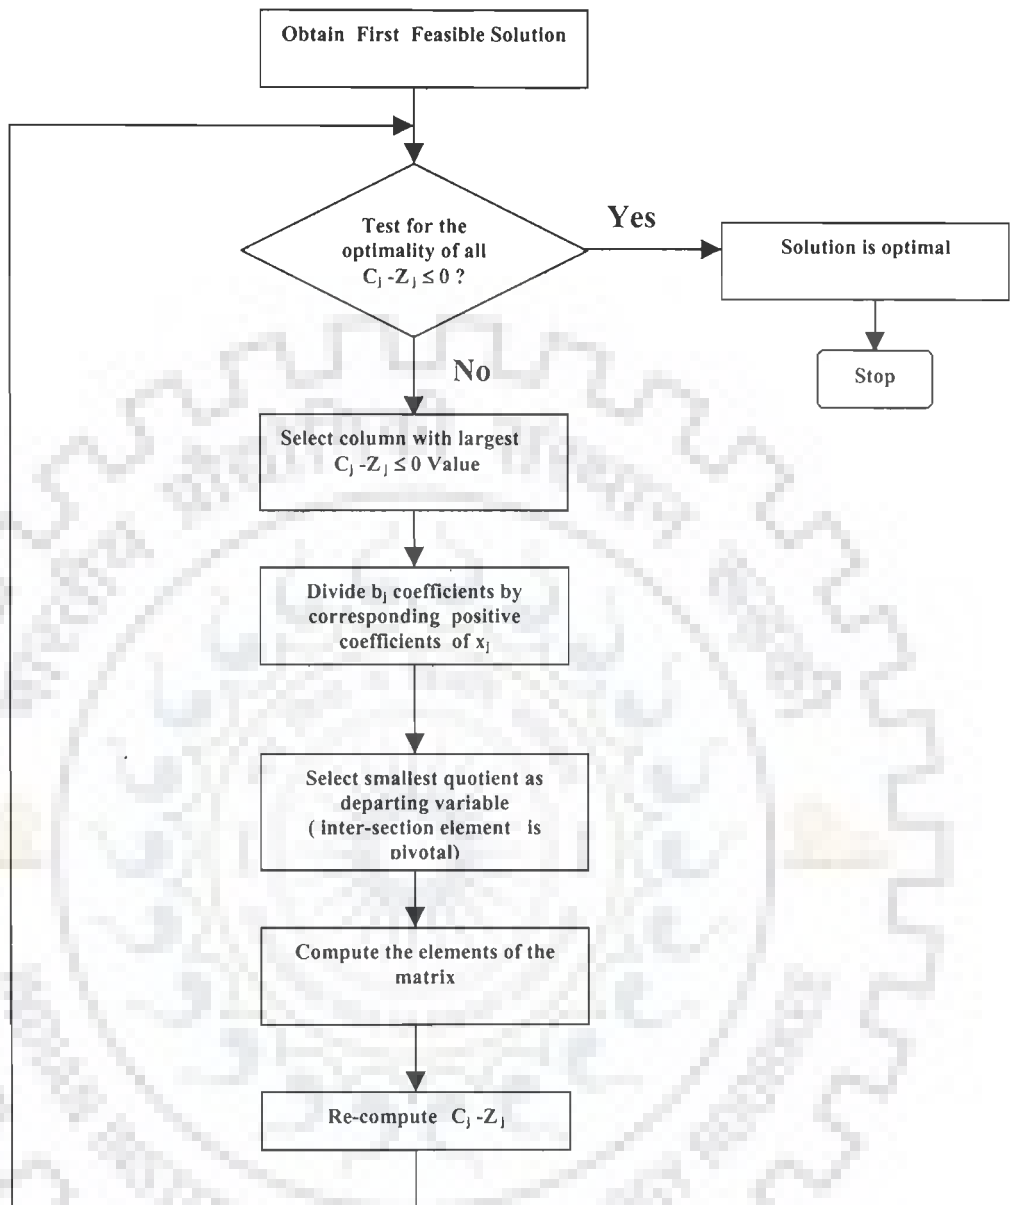 Obtain First Feasible Solution
Test for the
optimality of all
Cj -Zj ≤ 0 ?
Yes
Solution is optimal
Stop
No
Select column with largest
Cj -Zj ≤ 0 Value
Divide bj coefficients by
corresponding positive
coefficients of xj
Select smallest quotient as
departing variable
( inter-section element is
pivotal)
Compute the elements of the
matrix
Re-compute Cj -Zj